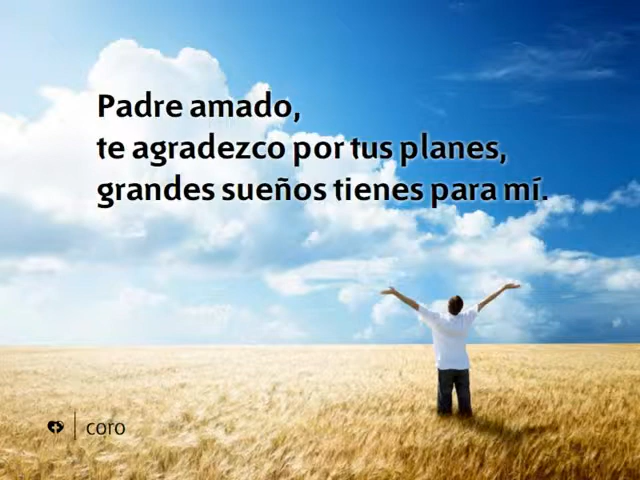 Padre amado,
te agradezco por tus planes,
grandes sueños tienes para mí.
coro